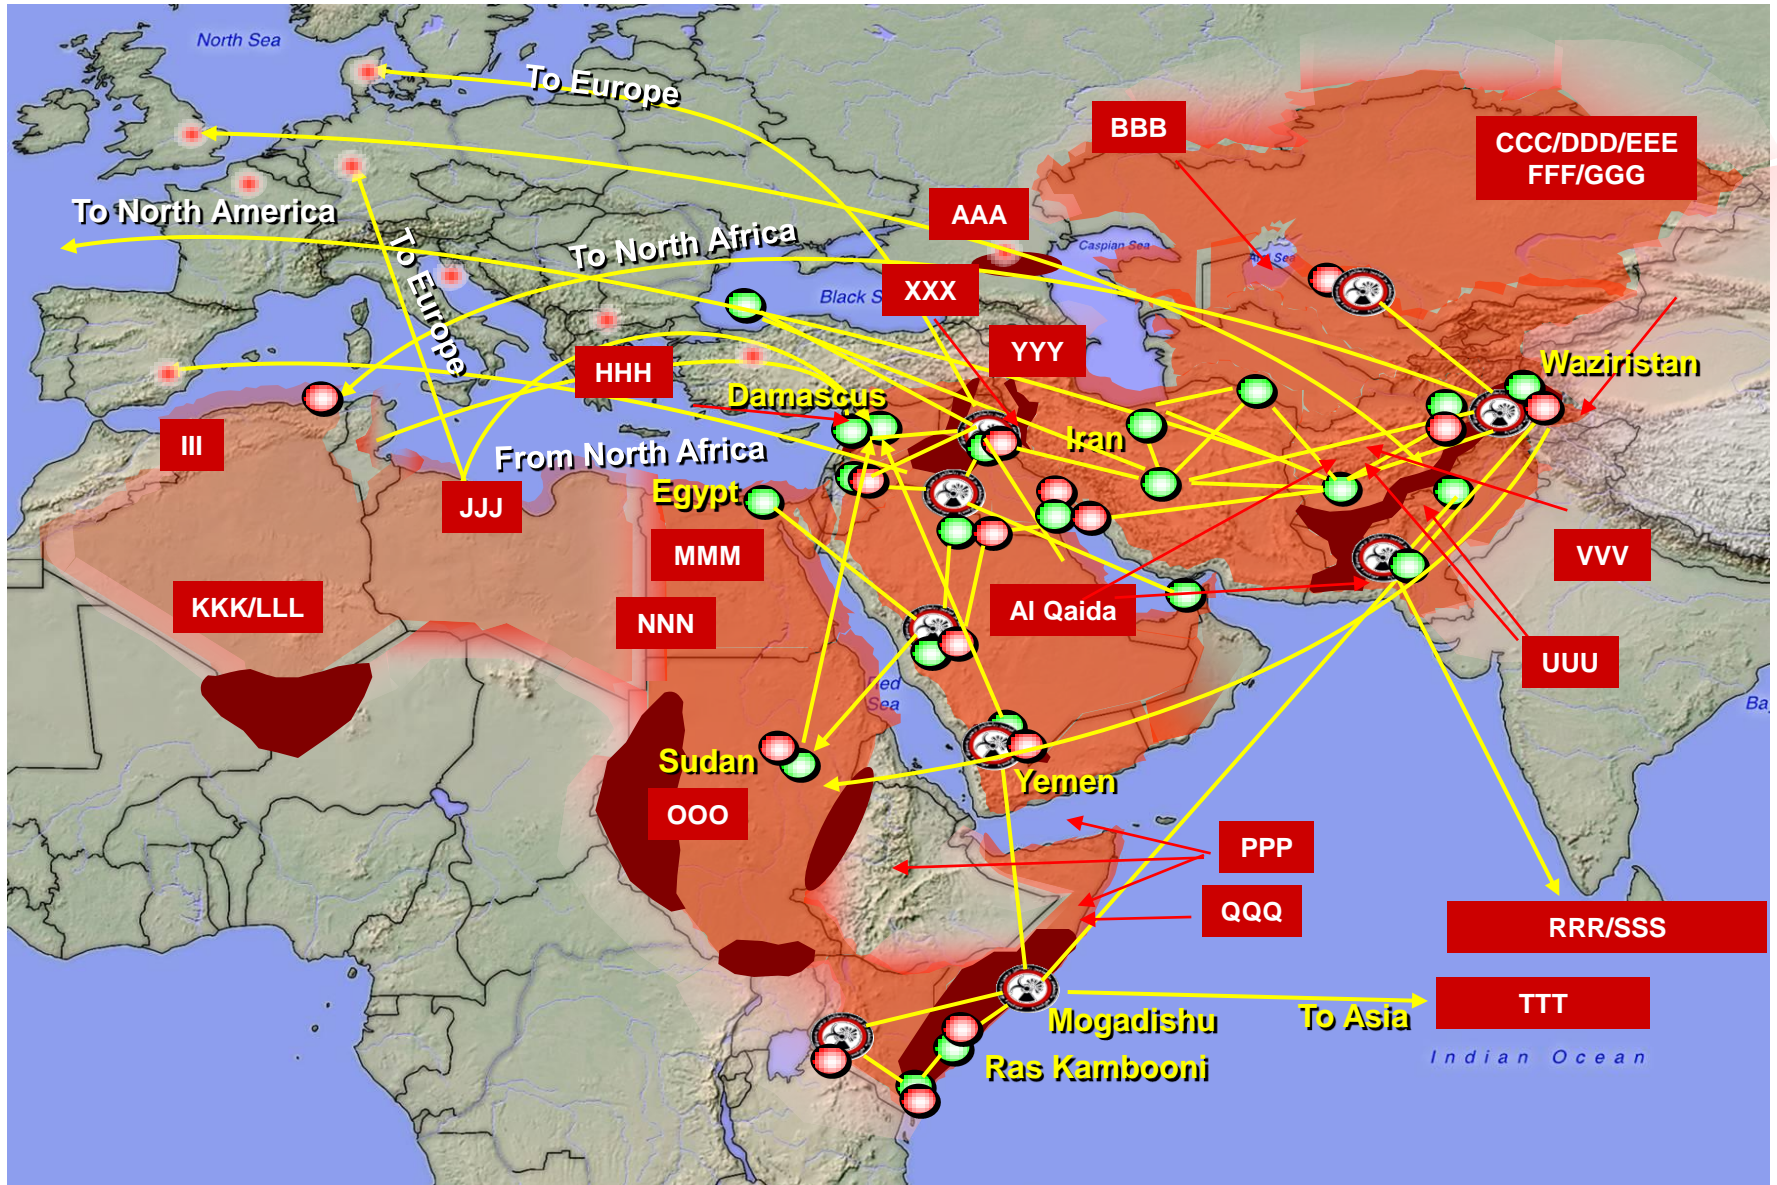 North Sea
To Europe
BBB
CCC/DDD/EEE
FFF/GGG
To North America
AAA
To North Africa
Caspian Sea
To Europe
XXX
Black S
YYY
HHH
Waziristan
Damascus
III
Iran
From North Africa
Egypt
JJJ
MMM
VVV
KKK/LLL
Al Qaida
NNN
UUU
Red
Sea
Ba
Sudan
Yemen
OOO
PPP
QQQ
RRR/SSS
TTT
To Asia
Mogadishu
Indian Ocean
Ras Kambooni